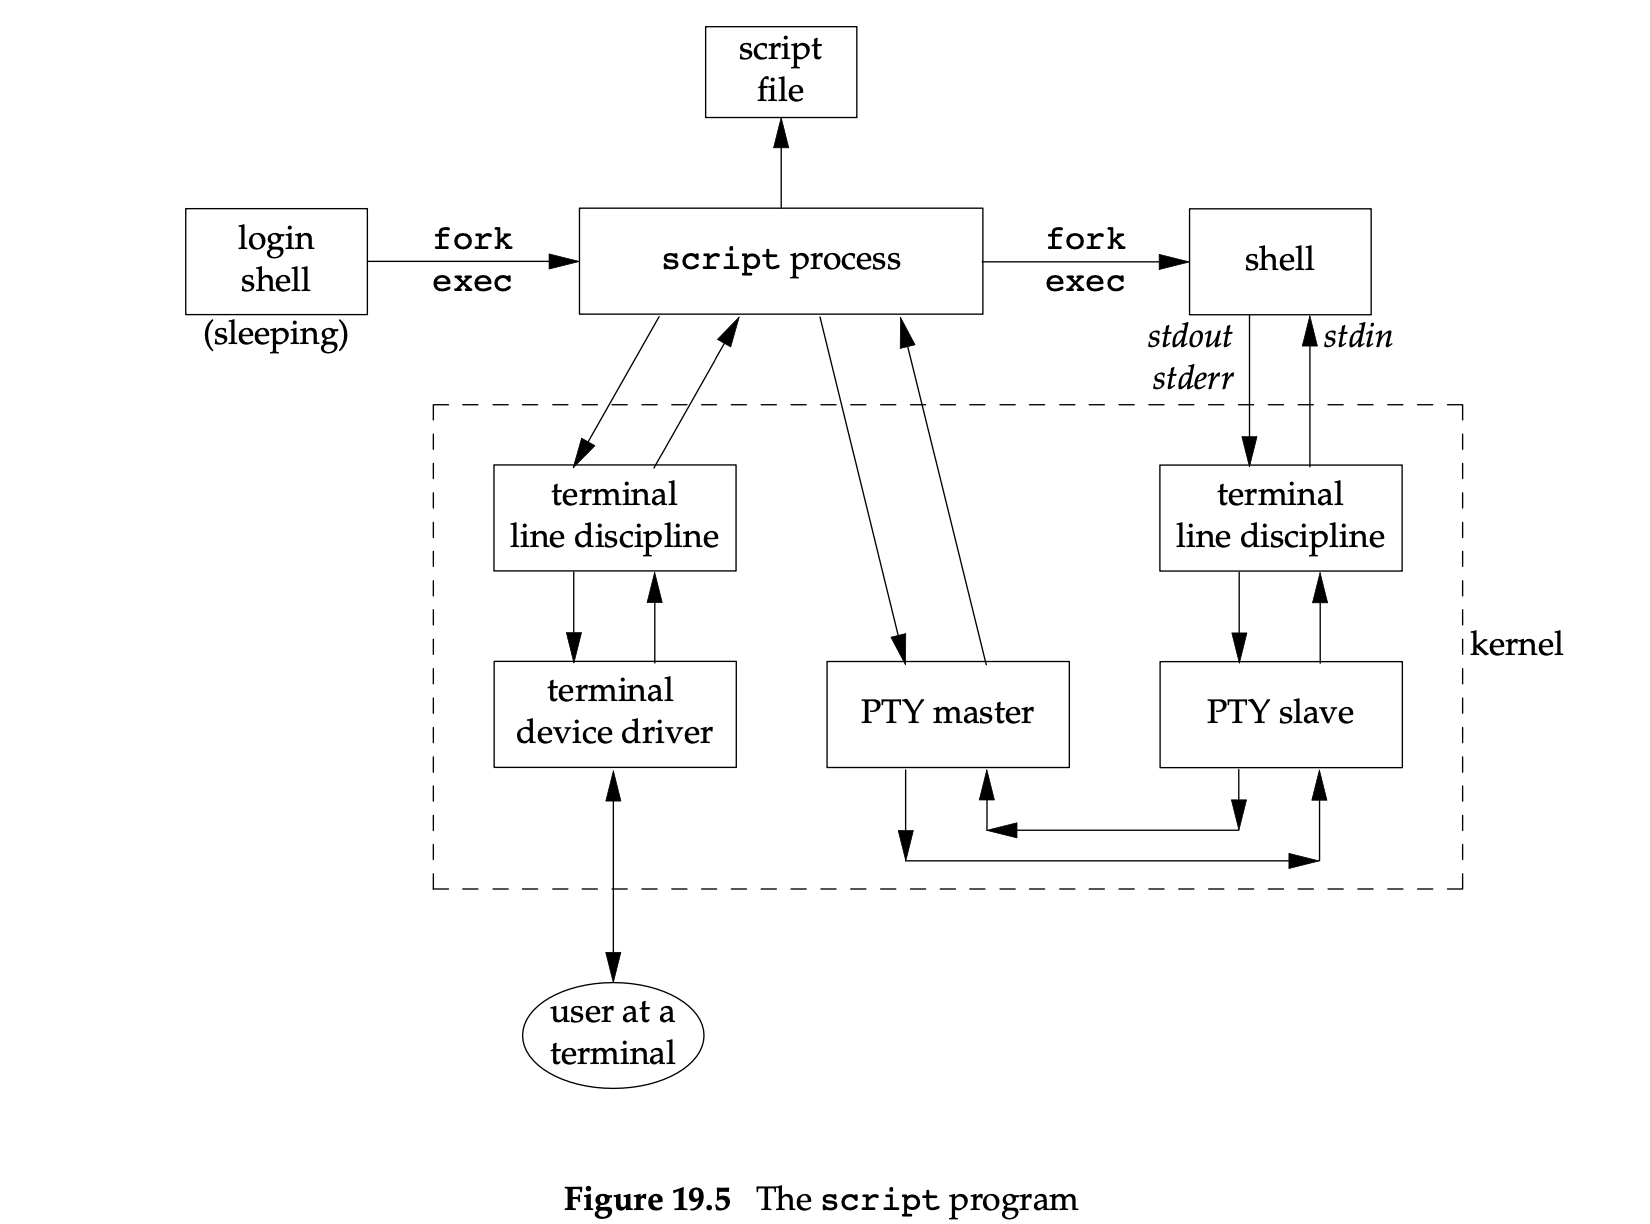 script
file
login
shell
(sleeping)
fork
exec
script process
fork
exec
shell
stdout
stderr
stdin
terminal
line discipline
terminal
line discipline
kernel
terminal
device driver
PTY master
PTY slave
user at a
terminal
Figure 19.5 The script program